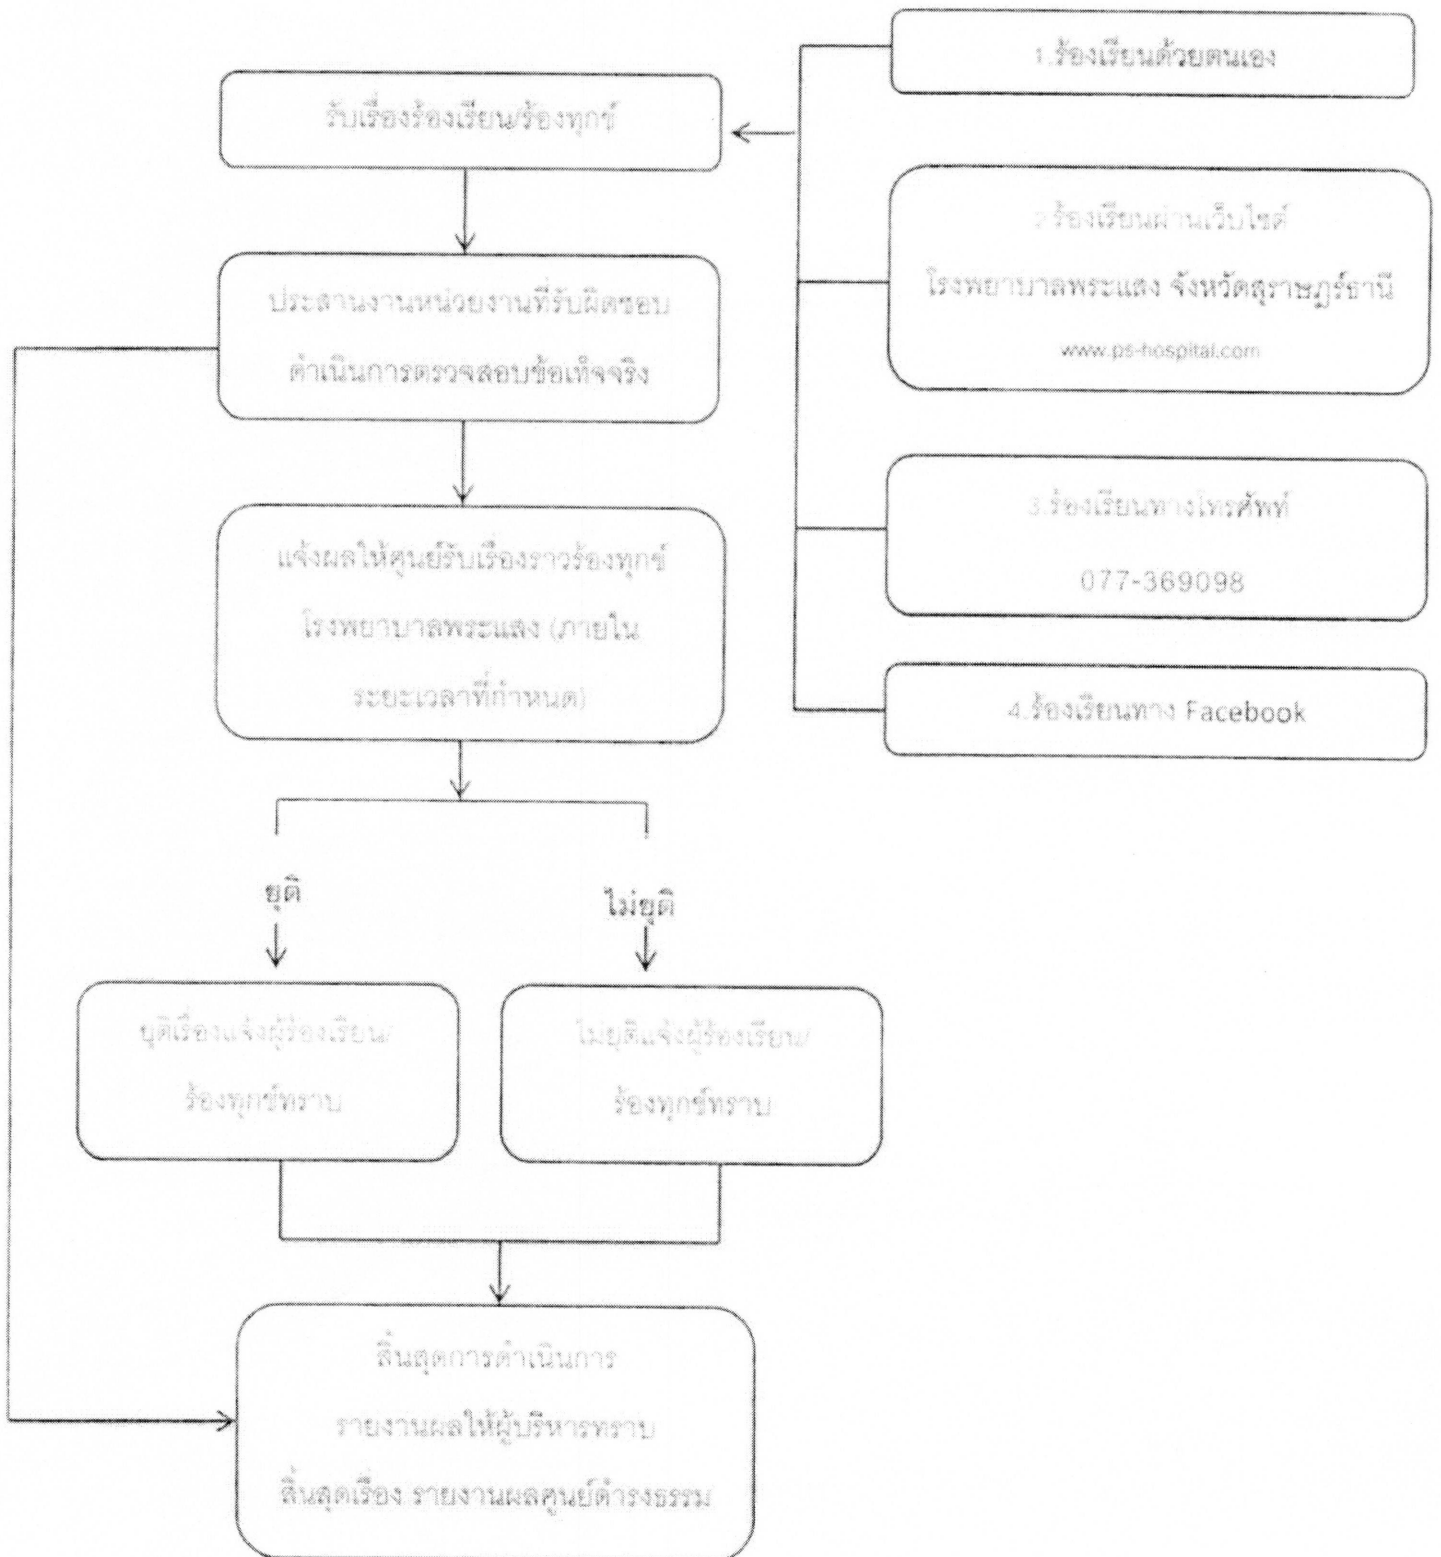 1.ร้องเรียนด้วยตนเอง
รับเรื่องร้องเรียน/ร้องทุกข์
2.ร้องเรียนผ่านเว็บไซต์
โรงพยาบาลพระแสง จังหวัดสุราษฎร์ธานี
www.ps-hospital.com
ประสานงานหน่วยงานที่รับผิดชอบ
ดำเนินการตรวจสอบข้อเท็จจริง
3.ร้องเรียนทางโทรศัพท์
077-369098
แจ้งผลให้ศูนย์รับเรื่องราวร้องทุกข์
โรงพยาบาลพระแสง (ภายใน
ระยะเวลาที่กำหนด)
4.ร้องเรียนทาง Facebook
ยุติ
ไม่ยุติ
ยุติเรื่องแจ้งผู้ร้องเรียน/
ร้องทุกข์ทราบ
ไม่ยุติแจ้งผู้ร้องเรียน/
ร้องทุกข์ทราบ
สิ้นสุดการดำเนินการ
รายงานผลให้ผู้บริหารทราบ
สิ้นสุดเรื่อง รายงานผลศูนย์ดำรงธรรม